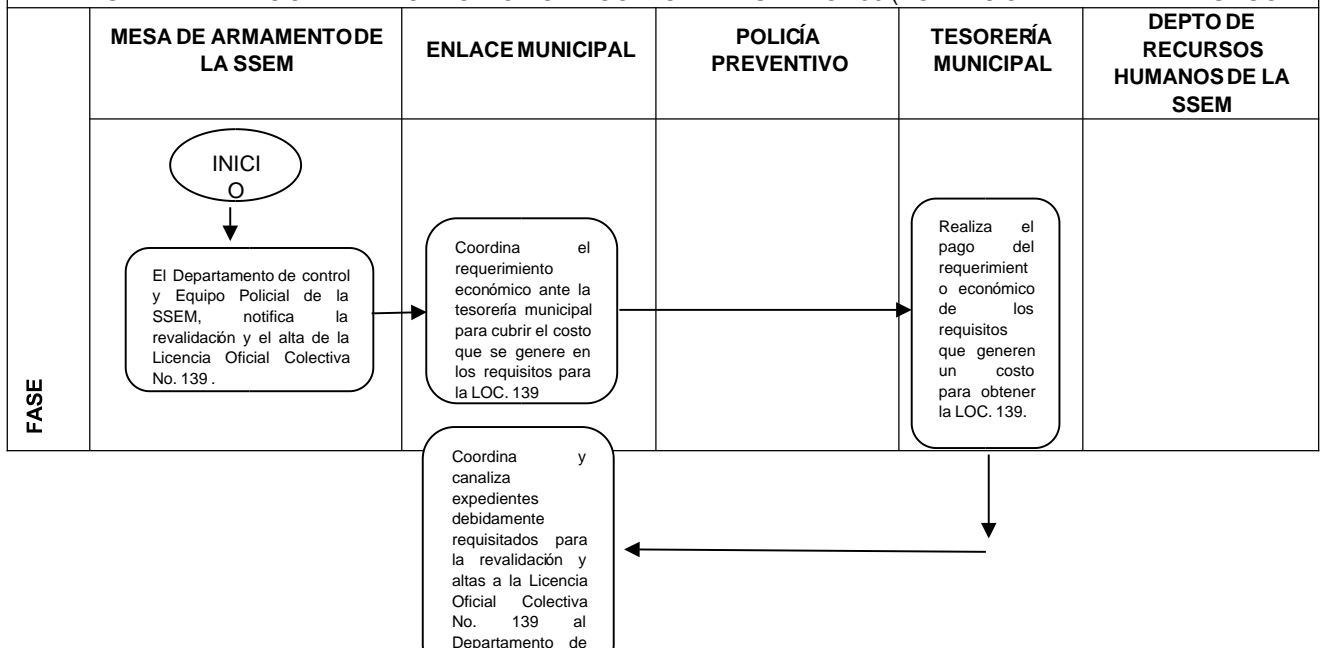 MESA DE ARMAMENTO DE
LA SSEM
ENLACE MUNICIPAL
POLICÍA
PREVENTIVO
TESORERÍA
MUNICIPAL
DEPTO DE
RECURSOS
HUMANOS DE LA
SSEM
FASE
INICI
O
El Departamento de control
y Equipo Policial de la
SSEM, notifica la
revalidación y el alta de la
Licencia Oficial Colectiva
No. 139 .
Coordina el
requerimiento
económico ante la
tesorería municipal
para cubrir el costo
que se genere en
los requisitos para
la LOC. 139
Realiza el
pago del
requerimient
o económico
de los
requisitos
que generen
un costo
para obtener
la LOC. 139.
Coordina y
canaliza
expedientes
debidamente
requisitados para
la revalidación y
altas a la Licencia
Oficial Colectiva
No. 139 al
Departamento de